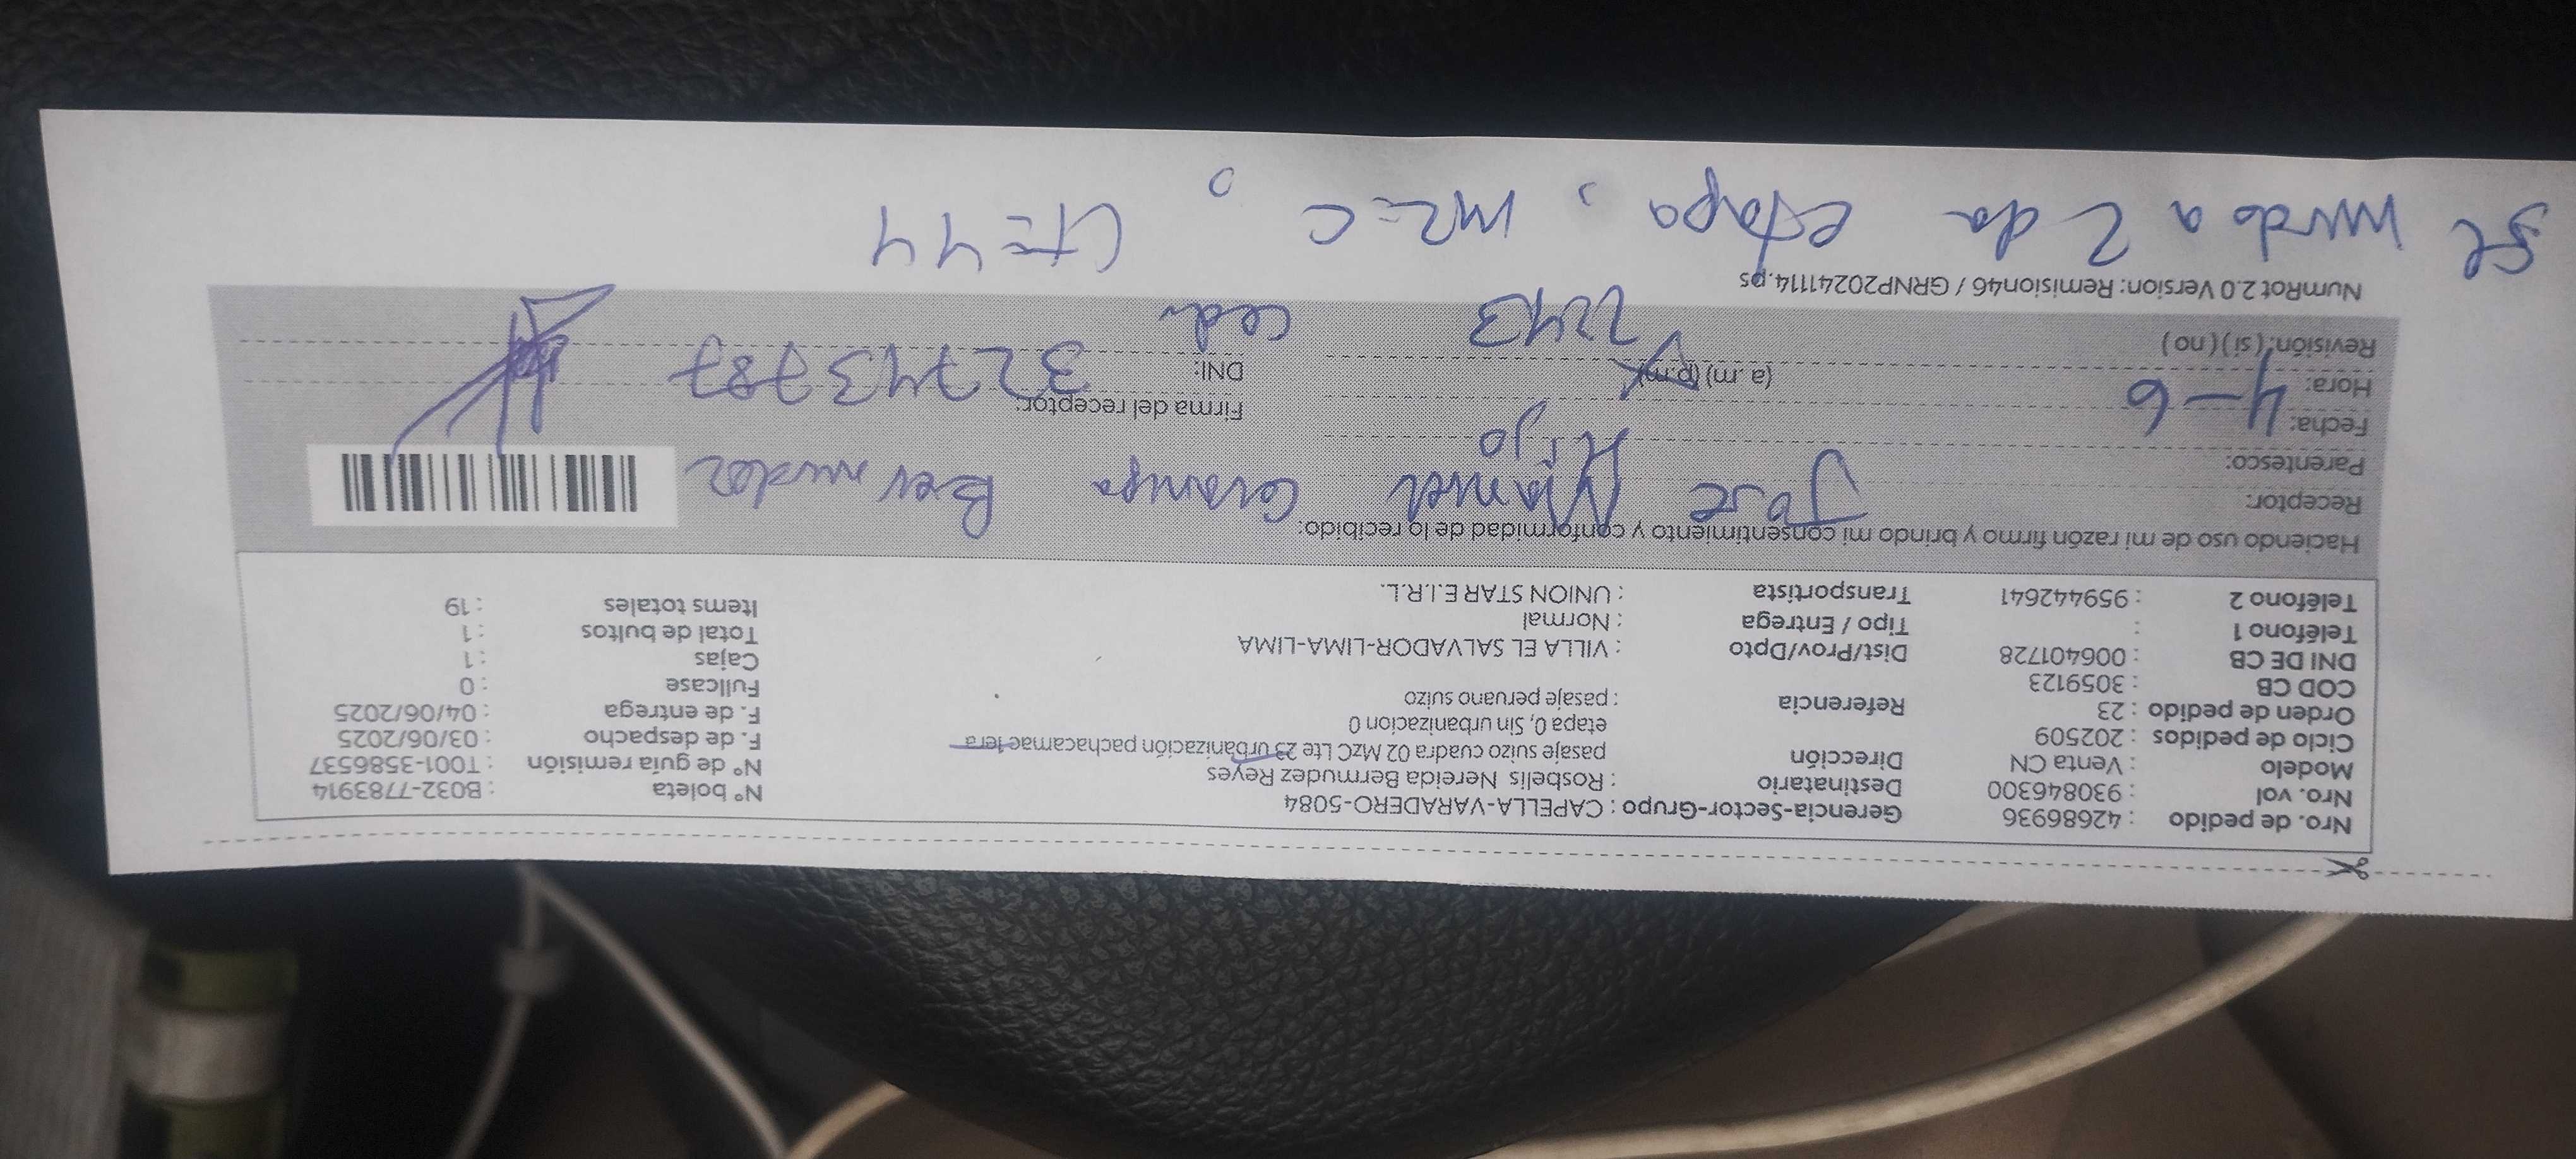 Nro. de pedido : 42686936
Nro. vol : 930846300
Modelo : Venta CN
Ciclo de pedidos : 202509
Orden de pedido : 23
COD CB : 3059123
DNI DE CB : 006401728
Teléfono 1 :
Teléfono 2 : 959442641
Gerencia-Sector-Grupo : CAPELLA-VARADERO-5084
Destinatario : Rosbelis Nereida Bermudez Reyes
Dirección pasaje suizo cuadra 02 MzC Lte 23 urbanización pachacamac 1era
etapa 0, Sin urbanizacion 0
Referencia : pasaje peruano suizo
Dist/Prov/Dpto : VILLA EL SALVADOR-LIMA-LIMA
Tipo / Entrega : Normal
Transportista : UNION STAR E.I.R.L.
N° boleta : B032-7783914
N° de guía remisión : T001-3586537
F. de despacho : 03/06/2025
F. de entrega : 04/06/2025
Fullcase : 0
Cajas : 1
Total de bultos : 1
Items totales : 19
Haciendo uso de mi razón firmo y brindo mi consentimiento y conformidad de lo recibido:
Receptor: Jose Manuel Bermudez
Parentesco: Hijo
Fecha: 4-6
Firma del receptor:
Hora: (a.m) (p.m)
DNI: 32743787
Revisión: ( si ) ( no ) 2243
NumRot 2.0 Version: Remision46 / GRNP20241114.ps
Se mudo a 2 da etapa, mz=C, Lt=44